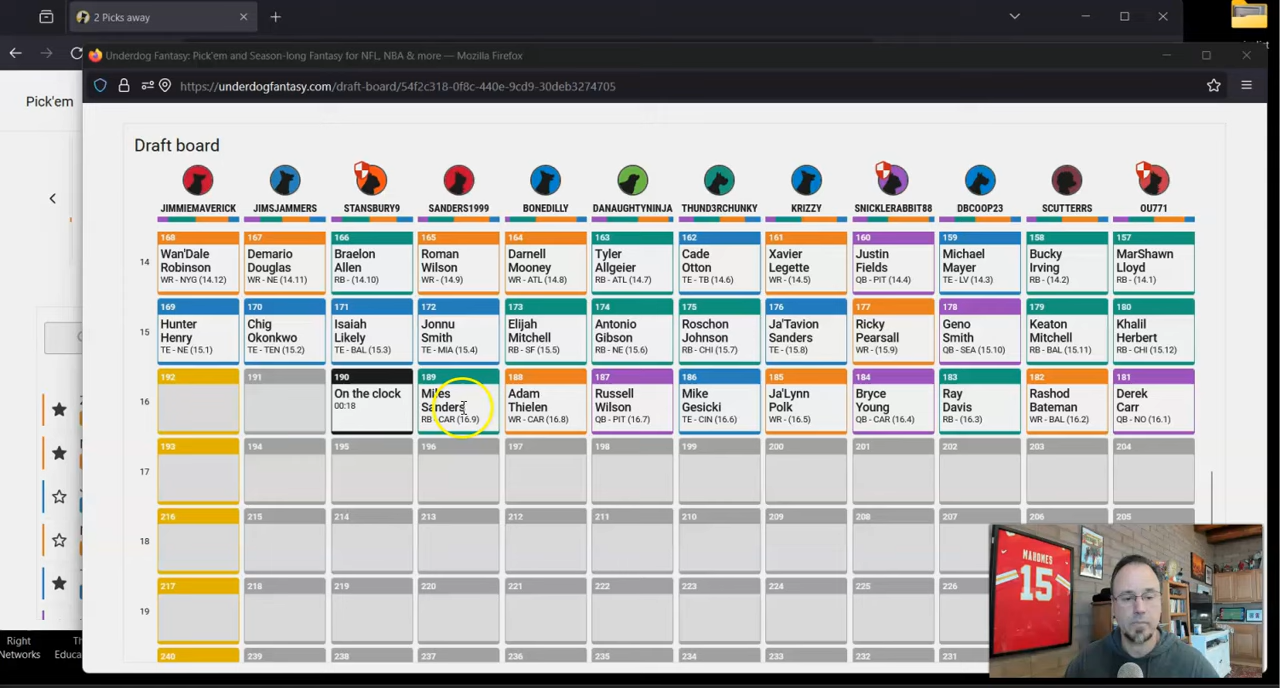 2 Picks away
Underdog Fantasy: Pick'em and Season-long Fantasy for NFL, NBA & more — Mozilla Firefox
https://underdogfantasy.com/draft-board/54f2c318-0f8c-440e-9cd9-30deb3274705
Pick'em
Draft board
JIMMIEMAVERICK JIMSJAMMERS STANSBURY9 SANDERS1999 BONEDILLY DANAUGHTYNINJA THUND3RCHUNKY KRIZZY SNICKLERABBIT88 DBCOOP23 SCUTTERRS OU771
168 167 166 165 164 163 162 161 160 159 158 157
14 Wan'Dale Demario Braelon Roman Darnell Tyler Cade Xavier Justin Michael Bucky MarShawn
Robinson Douglas Allen Wilson Mooney Allgeier Otton Legette Fields Mayer Irving Lloyd
WR - NYG (14.12) WR - NE (14.11) RB - (14.10) WR - (14.9) WR - ATL (14.8) RB - ATL (14.7) TE - TB (14.6) WR - (14.5) QB - PIT (14.4) TE - LV (14.3) RB - (14.2) RB - (14.1)
169 170 171 172 173 174 175 176 177 178 179 180
15 Hunter Chig Isaiah Jonnu Elijah Antonio Roschon Ja'Tavion Ricky Geno Keaton Khalil
Henry Okonkwo Likely Smith Mitchell Gibson Johnson Sanders Pearsall Smith Mitchell Herbert
TE - NE (15.1) TE - TEN (15.2) TE - BAL (15.3) TE - MIA (15.4) RB - SF (15.5) RB - NE (15.6) RB - CHI (15.7) TE - (15.8) WR - (15.9) QB - SEA (15.10) RB - BAL (15.11) RB - CHI (15.12)
192 191 190 189 188 187 186 185 184 183 182 181
16 On the clock Miles Adam Russell Mike Ja'Lynn Bryce Ray Rashod Derek
00:18 Sanders Thielen Wilson Gesicki Polk Young Davis Bateman Carr
RB - CAR (16.9) WR - CAR (16.8) QB - PIT (16.7) TE - CIN (16.6) WR - (16.5) QB - CAR (16.4) RB - (16.3) WR - BAL (16.2) QB - NO (16.1)
193 194 195 196 197 198 199 200 201 202 203 204
17
216 215 214 213 212 211 210 209 208 207 206 205
18
217 218 219 220 221 222 223 224 225 226
19
240 239 238 237 236 235 234 233 232 231
MAHOMES
15
Right
Networks